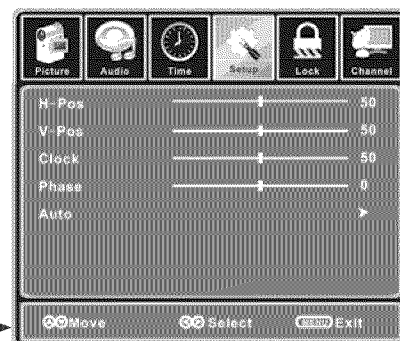 Picture Audio Time Setup Lock Channel
H-Pos 50
V-Pos 50
Clock 50
Phase 0
Auto
Move Select MENU Exit